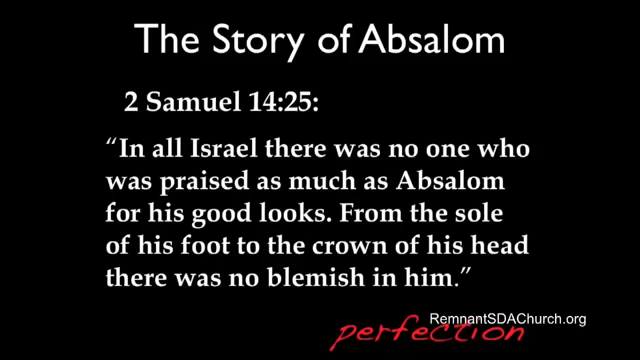 The Story of Absalom
2 Samuel 14:25:
“In all Israel there was no one who
was praised as much as Absalom
for his good looks. From the sole
of his foot to the crown of his head
there was no blemish in him.”
RemnantSDAChurch.org
perfection